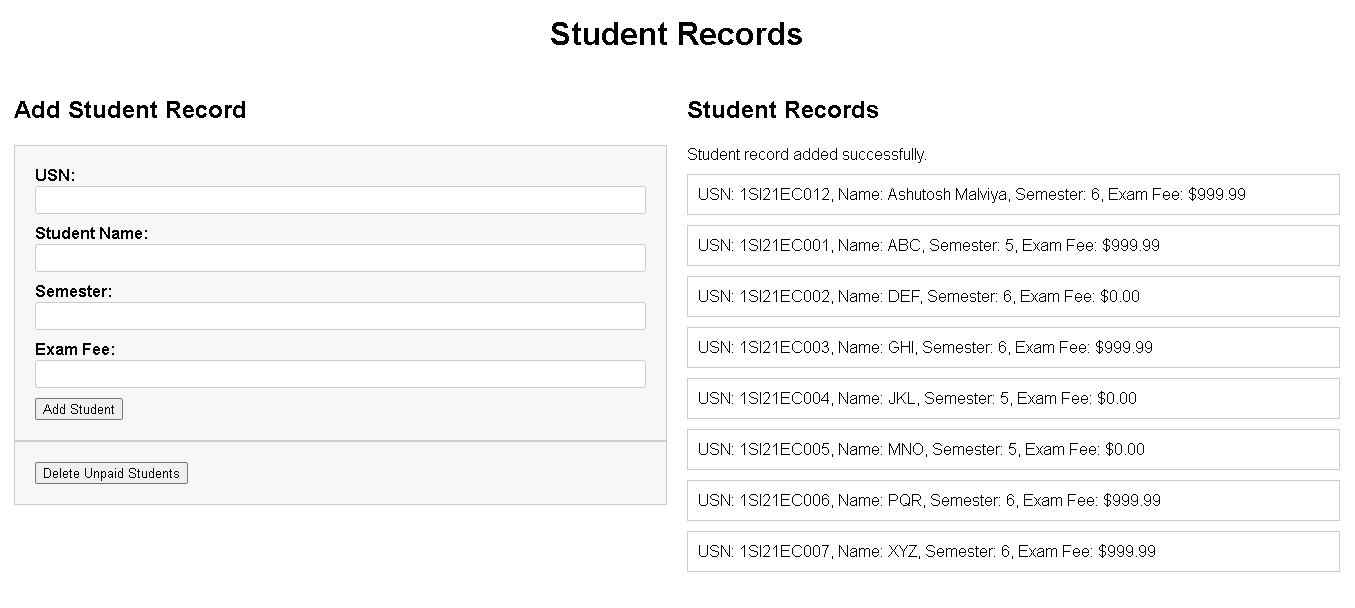 Student Records
Add Student Record
USN:
Student Name:
Semester:
Exam Fee:
Add Student
Delete Unpaid Students
Student Records
Student record added successfully.
USN: 1SI21EC012, Name: Ashutosh Malviya, Semester: 6, Exam Fee: $999.99
USN: 1SI21EC001, Name: ABC, Semester: 5, Exam Fee: $999.99
USN: 1SI21EC002, Name: DEF, Semester: 6, Exam Fee: $0.00
USN: 1SI21EC003, Name: GHI, Semester: 6, Exam Fee: $999.99
USN: 1SI21EC004, Name: JKL, Semester: 5, Exam Fee: $0.00
USN: 1SI21EC005, Name: MNO, Semester: 5, Exam Fee: $0.00
USN: 1SI21EC006, Name: PQR, Semester: 6, Exam Fee: $999.99
USN: 1SI21EC007, Name: XYZ, Semester: 6, Exam Fee: $999.99